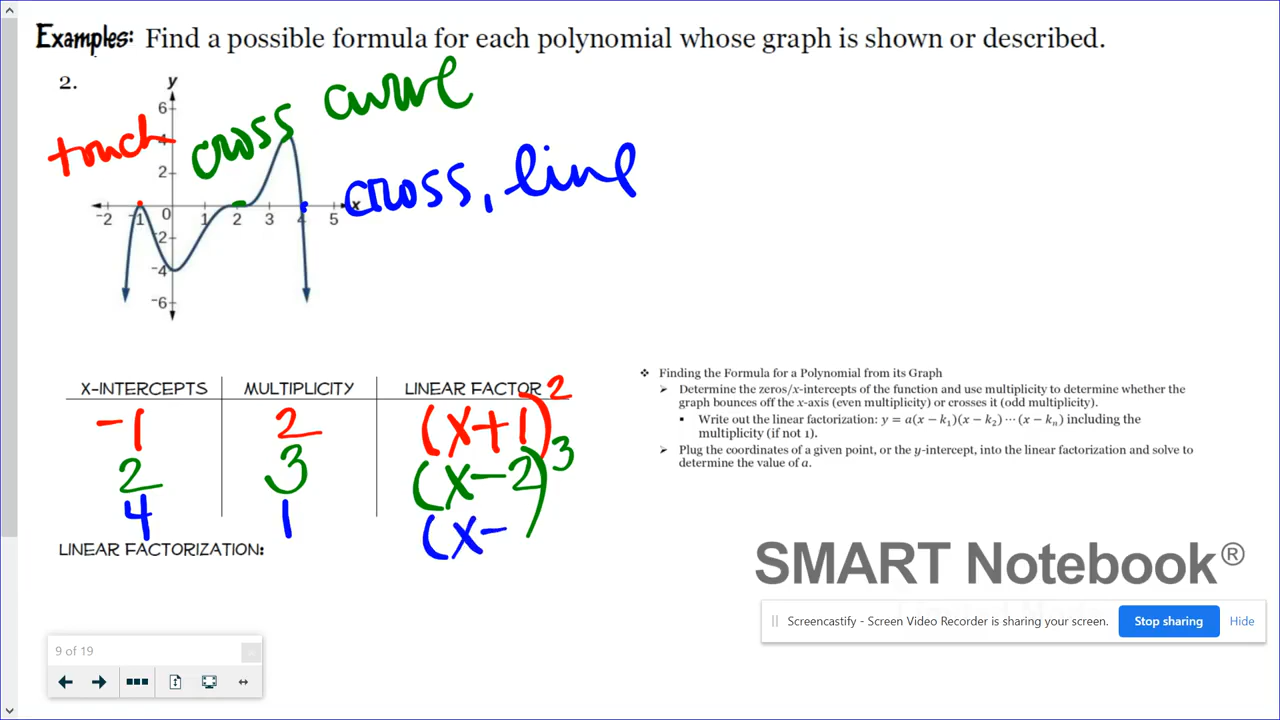 Examples: Find a possible formula for each polynomial whose graph is shown or described.
2.
y
6
4
2
-2 -1 0 1 2 3 4 5 x
-2
-4
-6
touch
cross curve
cross, line
X-INTERCEPTS MULTIPLICITY LINEAR FACTOR
-1 2 (x+1)^2
2 3 (x-2)^3
4 1 (x-
LINEAR FACTORIZATION:
❖ Finding the Formula for a Polynomial from its Graph
➢ Determine the zeros/x-intercepts of the function and use multiplicity to determine whether the
graph bounces off the x-axis (even multiplicity) or crosses it (odd multiplicity).
▪ Write out the linear factorization: y = a(x − k₁)(x − k₂) ⋯ (x − kₙ) including the
multiplicity (if not 1).
➢ Plug the coordinates of a given point, or the y-intercept, into the linear factorization and solve to
determine the value of a.
SMART Notebook®
Screencastify - Screen Video Recorder is sharing your screen. Stop sharing Hide
9 of 19